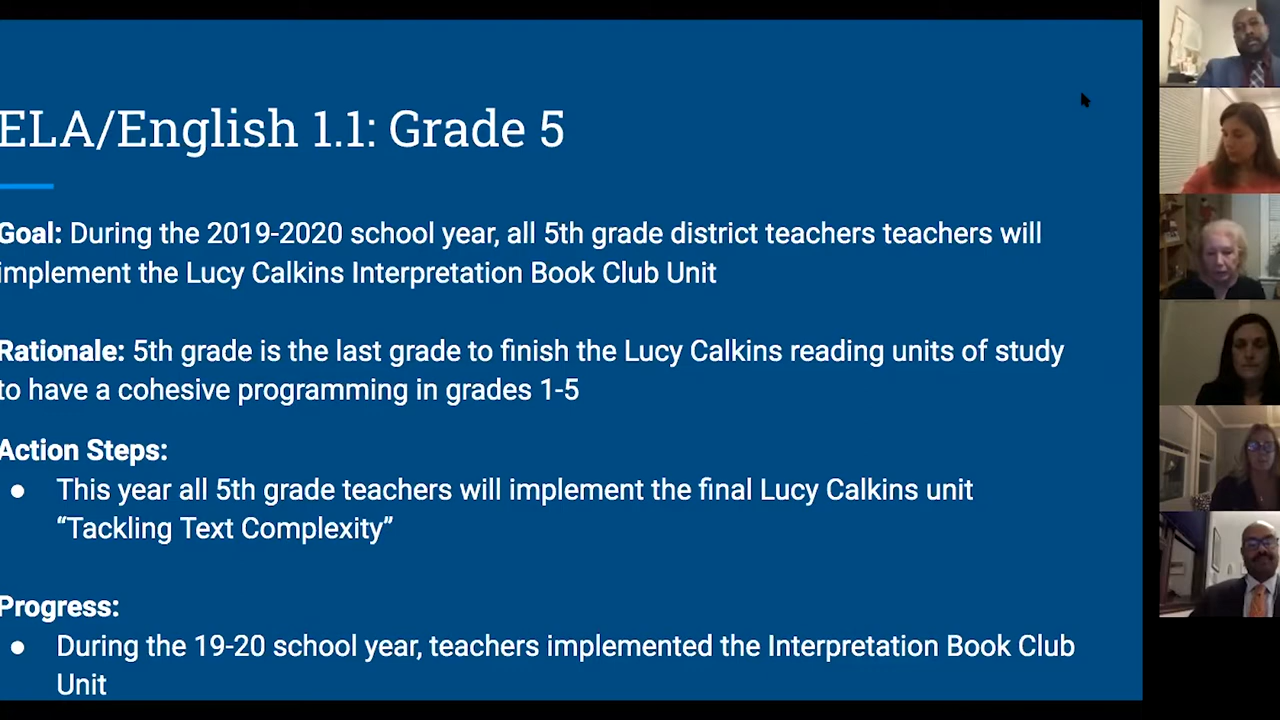 ELA/English 1.1: Grade 5
Goal: During the 2019-2020 school year, all 5th grade district teachers teachers will
implement the Lucy Calkins Interpretation Book Club Unit
Rationale: 5th grade is the last grade to finish the Lucy Calkins reading units of study
to have a cohesive programming in grades 1-5
Action Steps:
● This year all 5th grade teachers will implement the final Lucy Calkins unit
“Tackling Text Complexity”
Progress:
● During the 19-20 school year, teachers implemented the Interpretation Book Club
Unit